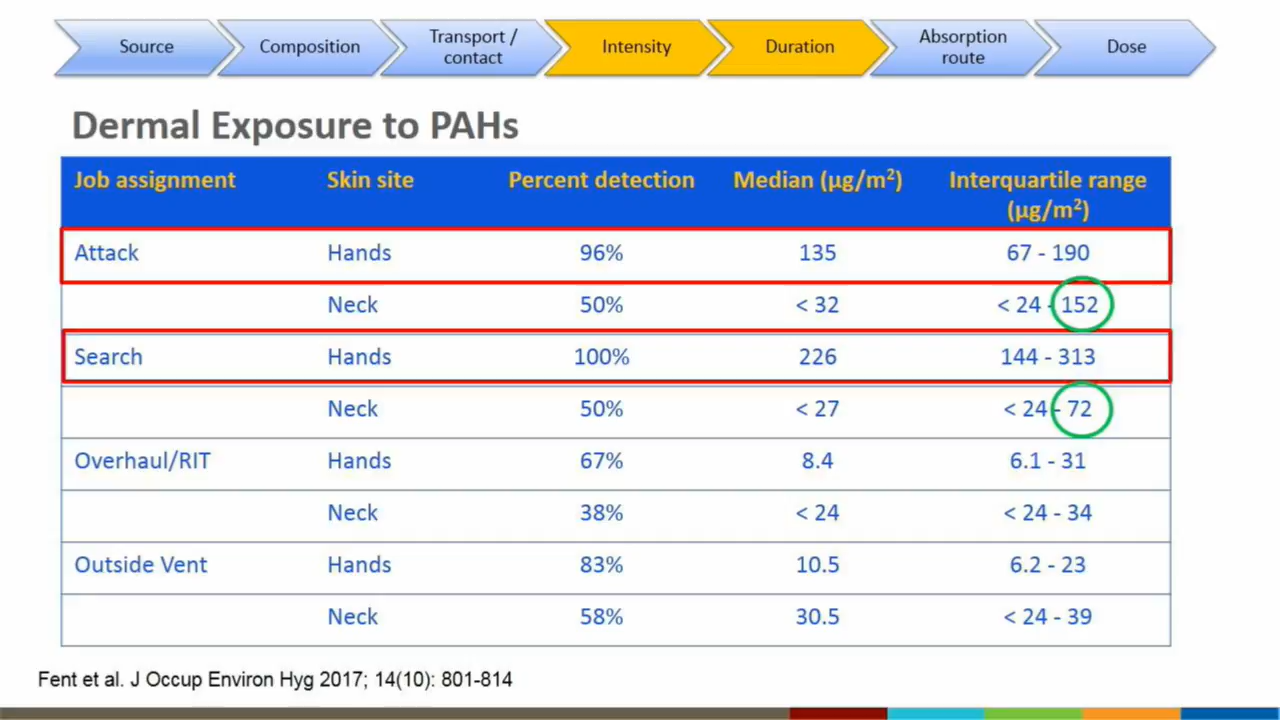 Source
Composition
Transport /
contact
Intensity
Duration
Absorption
route
Dose
Dermal Exposure to PAHs
Job assignment Skin site Percent detection Median (µg/m²) Interquartile range
(µg/m²)
Attack Hands 96% 135 67 - 190
Neck 50% < 32 < 24 - 152
Search Hands 100% 226 144 - 313
Neck 50% < 27 < 24 - 72
Overhaul/RIT Hands 67% 8.4 6.1 - 31
Neck 38% < 24 < 24 - 34
Outside Vent Hands 83% 10.5 6.2 - 23
Neck 58% 30.5 < 24 - 39
Fent et al. J Occup Environ Hyg 2017; 14(10): 801-814